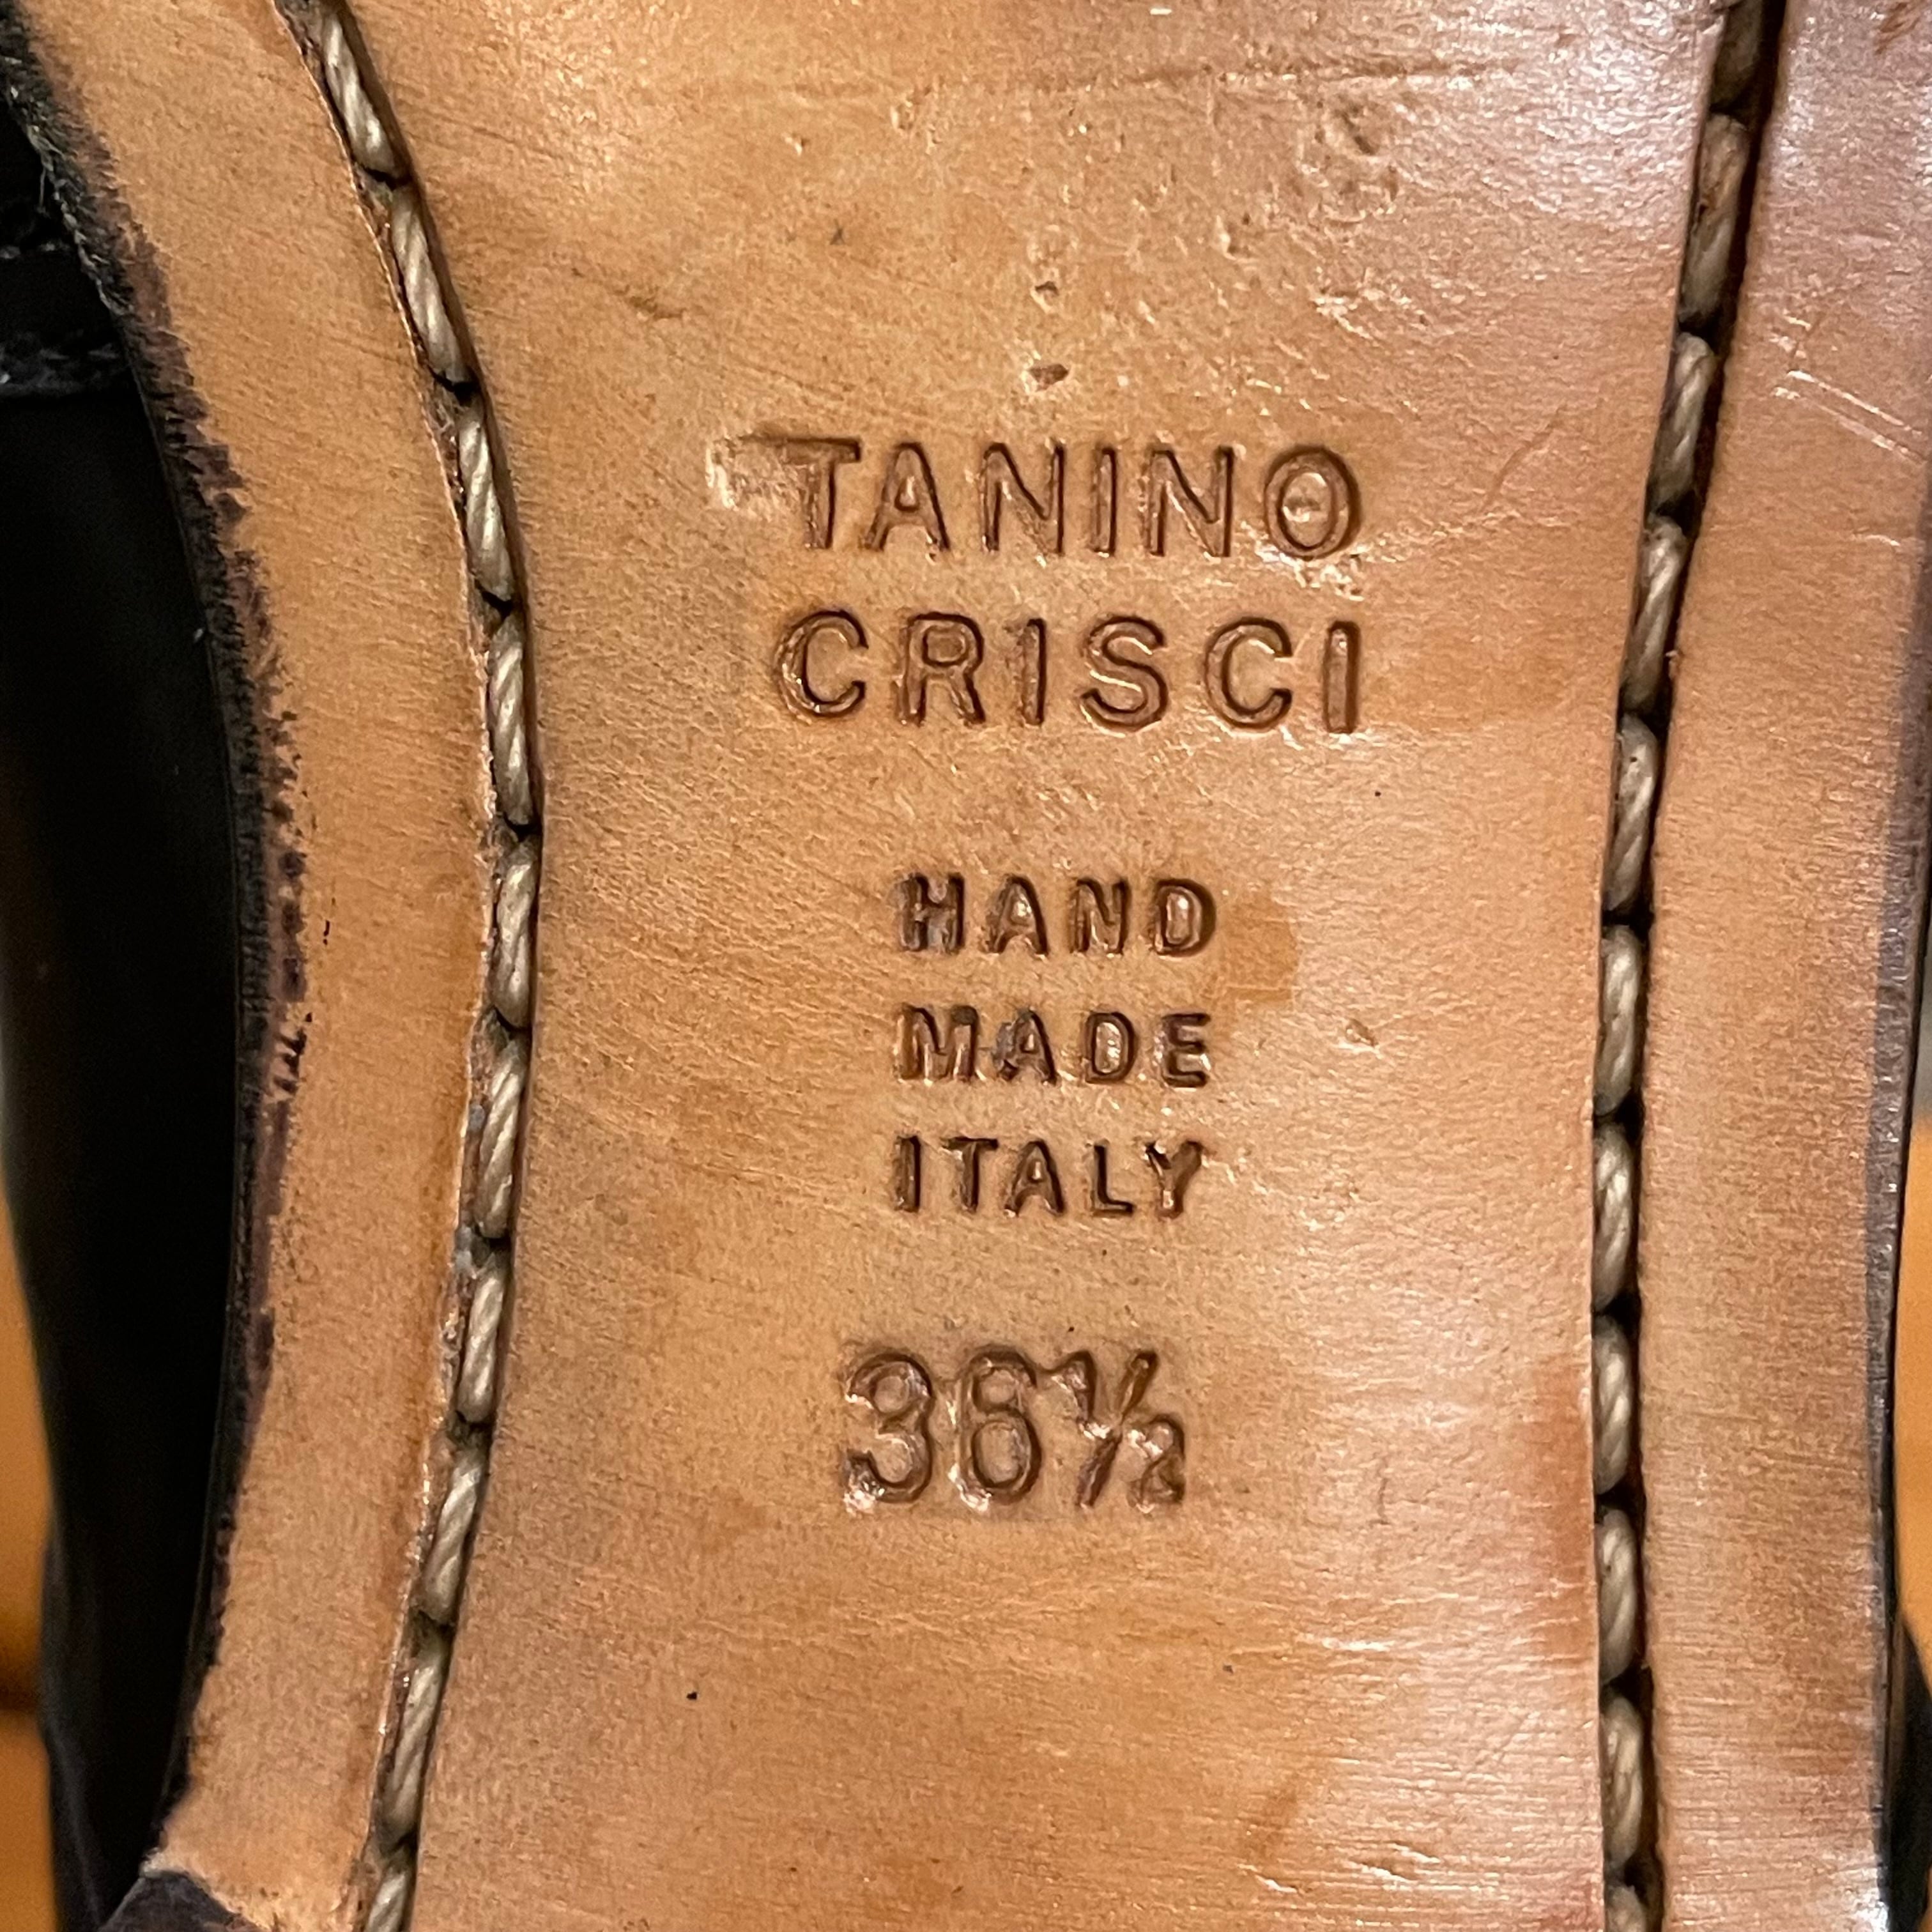 TANINO
CRISCI
HAND
MADE
ITALY
36½